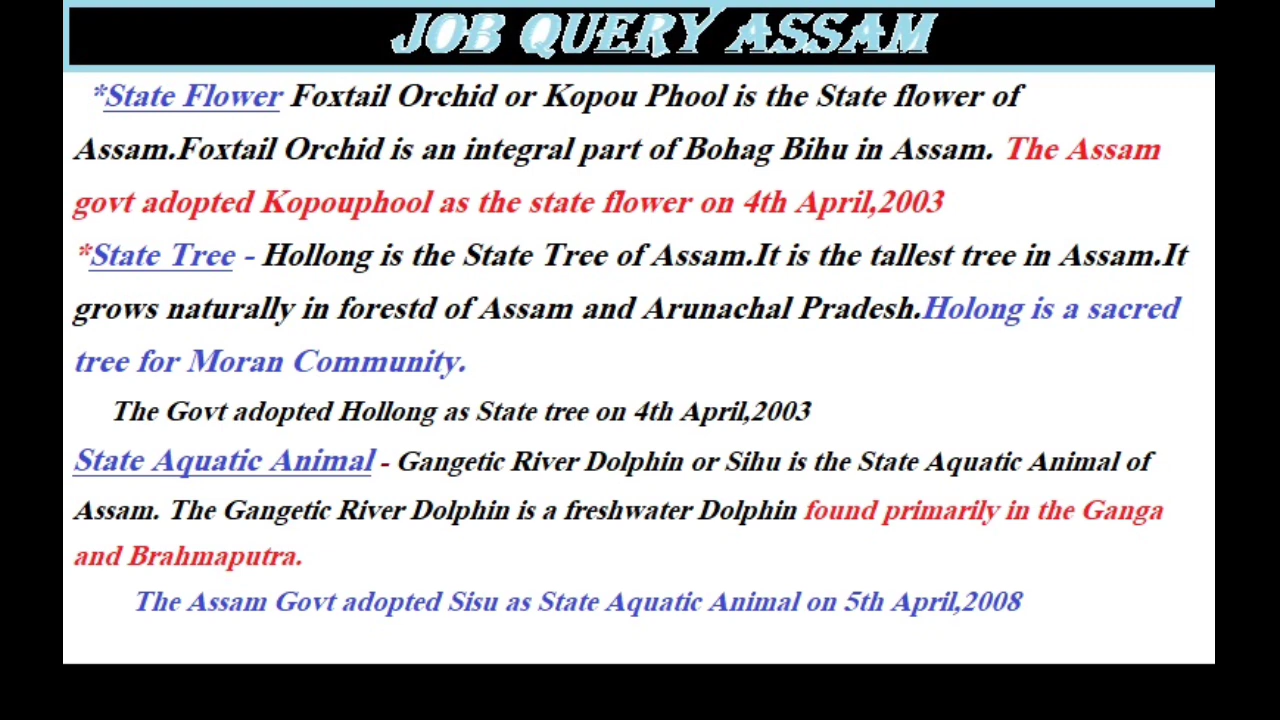 JOB QUERY ASSAM
*State Flower Foxtail Orchid or Kopou Phool is the State flower of
Assam.Foxtail Orchid is an integral part of Bohag Bihu in Assam. The Assam
govt adopted Kopouphool as the state flower on 4th April,2003
*State Tree - Hollong is the State Tree of Assam.It is the tallest tree in Assam.It
grows naturally in forestd of Assam and Arunachal Pradesh.Holong is a sacred
tree for Moran Community.
The Govt adopted Hollong as State tree on 4th April,2003
State Aquatic Animal - Gangetic River Dolphin or Sihu is the State Aquatic Animal of
Assam. The Gangetic River Dolphin is a freshwater Dolphin found primarily in the Ganga
and Brahmaputra.
The Assam Govt adopted Sisu as State Aquatic Animal on 5th April,2008